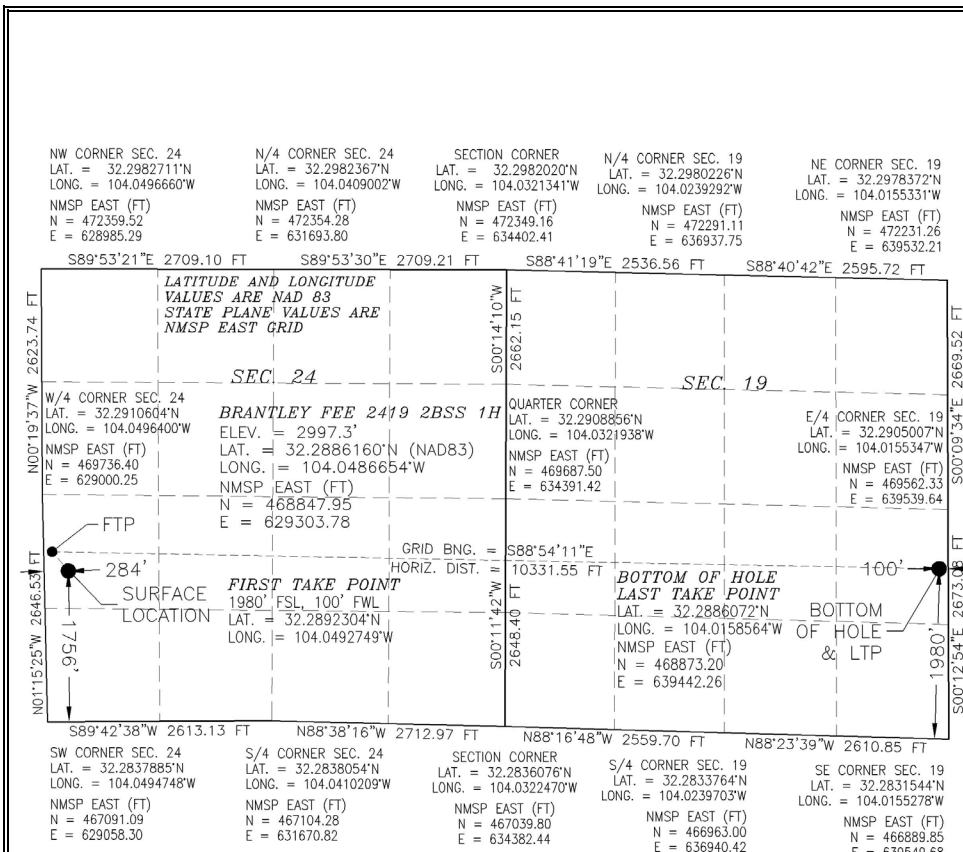 NW CORNER SEC. 24
LAT. = 32.2982711°N
LONG. = 104.0496660°W
NMSP EAST (FT)
N = 472359.52
E = 628985.29
N/4 CORNER SEC. 24
LAT. = 32.2982367°N
LONG. = 104.0409002°W
NMSP EAST (FT)
N = 472354.28
E = 631693.80
SECTION CORNER
LAT. = 32.2982020°N
LONG. = 104.0321341°W
NMSP EAST (FT)
N = 472349.16
E = 634402.41
N/4 CORNER SEC. 19
LAT. = 32.2980226°N
LONG. = 104.0239292°W
NMSP EAST (FT)
N = 472291.11
E = 636937.75
NE CORNER SEC. 19
LAT. = 32.2978372°N
LONG. = 104.0155331°W
NMSP EAST (FT)
N = 472231.26
E = 639532.21
S89°53'21"E 2709.10 FT
S89°53'30"E 2709.21 FT
S88°41'19"E 2536.56 FT
S88°40'42"E 2595.72 FT
LATITUDE AND LONGITUDE
VALUES ARE NAD 83
STATE PLANE VALUES ARE
NMSP EAST GRID
N00°19'37"W 2623.74 FT
S00°14'10"W
2662.15 FT
S00°09'34"E 2669.52 FT
SEC. 24
SEC. 19
W/4 CORNER SEC. 24
LAT. = 32.2910604°N
LONG. = 104.0496400°W
NMSP EAST (FT)
N = 469736.40
E = 629000.25
BRANTLEY FEE 2419 2BSS 1H
ELEV. = 2997.3'
LAT. = 32.2886160°N (NAD83)
LONG. = 104.0486654°W
NMSP EAST (FT)
N = 468847.95
E = 629303.78
QUARTER CORNER
LAT. = 32.2908856°N
LONG. = 104.0321938°W
NMSP EAST (FT)
N = 469687.50
E = 634391.42
E/4 CORNER SEC. 19
LAT. = 32.2905007°N
LONG. = 104.0155347°W
NMSP EAST (FT)
N = 469562.33
E = 639539.64
FTP
284'
SURFACE
LOCATION
1756'
GRID BNG. = S88°54'11"E
HORIZ. DIST. = 10331.55 FT
FIRST TAKE POINT
1980' FSL, 100' FWL
LAT. = 32.2892304°N
LONG. = 104.0492749°W
BOTTOM OF HOLE
LAST TAKE POINT
LAT. = 32.2886072°N
LONG. = 104.0158564°W
NMSP EAST (FT)
N = 468873.20
E = 639442.26
100'
BOTTOM
OF HOLE
& LTP
1980'
N01°15'25"W 2646.53 FT
S00°11'42"W
2648.40 FT
S00°12'54"E 2673.08 FT
S89°42'38"W 2613.13 FT
N88°38'16"W 2712.97 FT
N88°16'48"W 2559.70 FT
N88°23'39"W 2610.85 FT
SW CORNER SEC. 24
LAT. = 32.2837885°N
LONG. = 104.0494748°W
NMSP EAST (FT)
N = 467091.09
E = 629058.30
S/4 CORNER SEC. 24
LAT. = 32.2838054°N
LONG. = 104.0410209°W
NMSP EAST (FT)
N = 467104.28
E = 631670.82
SECTION CORNER
LAT. = 32.2836076°N
LONG. = 104.0322470°W
NMSP EAST (FT)
N = 467039.80
E = 634382.44
S/4 CORNER SEC. 19
LAT. = 32.2833764°N
LONG. = 104.0239703°W
NMSP EAST (FT)
N = 466963.00
E = 636940.42
SE CORNER SEC. 19
LAT. = 32.2831544°N
LONG. = 104.0155278°W
NMSP EAST (FT)
N = 466889.85
E = 639549.68